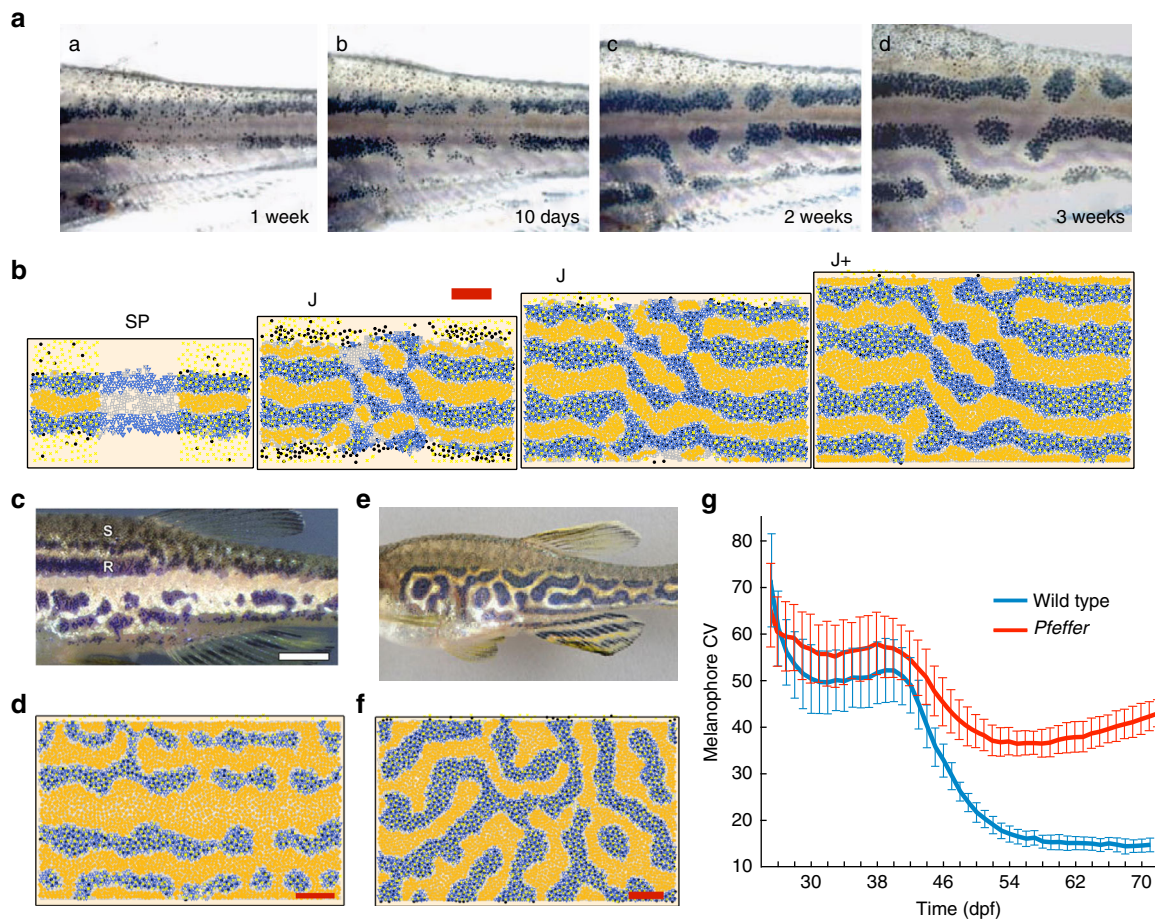 a
a
b
c
d
1 week
10 days
2 weeks
3 weeks
b
SP
J
J
J+
c
S
R
e
d
f
g
Melanophore CV
80
70
60
50
40
30
20
10
Wild type
Pfeffer
30 38 46 54 62 70
Time (dpf)